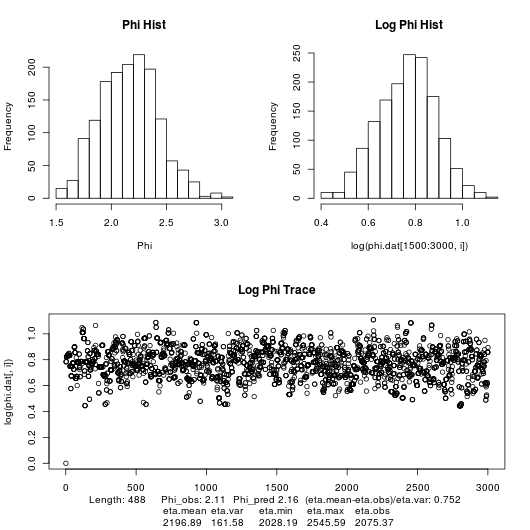 Phi Hist
Log Phi Hist
Frequency
0 50 100 150 200
1.5 2.0 2.5 3.0
Phi
Frequency
0 50 100 150 200 250
0.4 0.6 0.8 1.0
log(phi.dat[1500:3000, i])
Log Phi Trace
log(phi.dat[, i])
0.0 0.2 0.4 0.6 0.8 1.0
0 500 1000 1500 2000 2500 3000
Length: 488 Phi_obs: 2.11 Phi_pred 2.16 (eta.mean-eta.obs)/eta.var: 0.752
eta.mean eta.var eta.min eta.max eta.obs
2196.89 161.58 2028.19 2545.59 2075.37